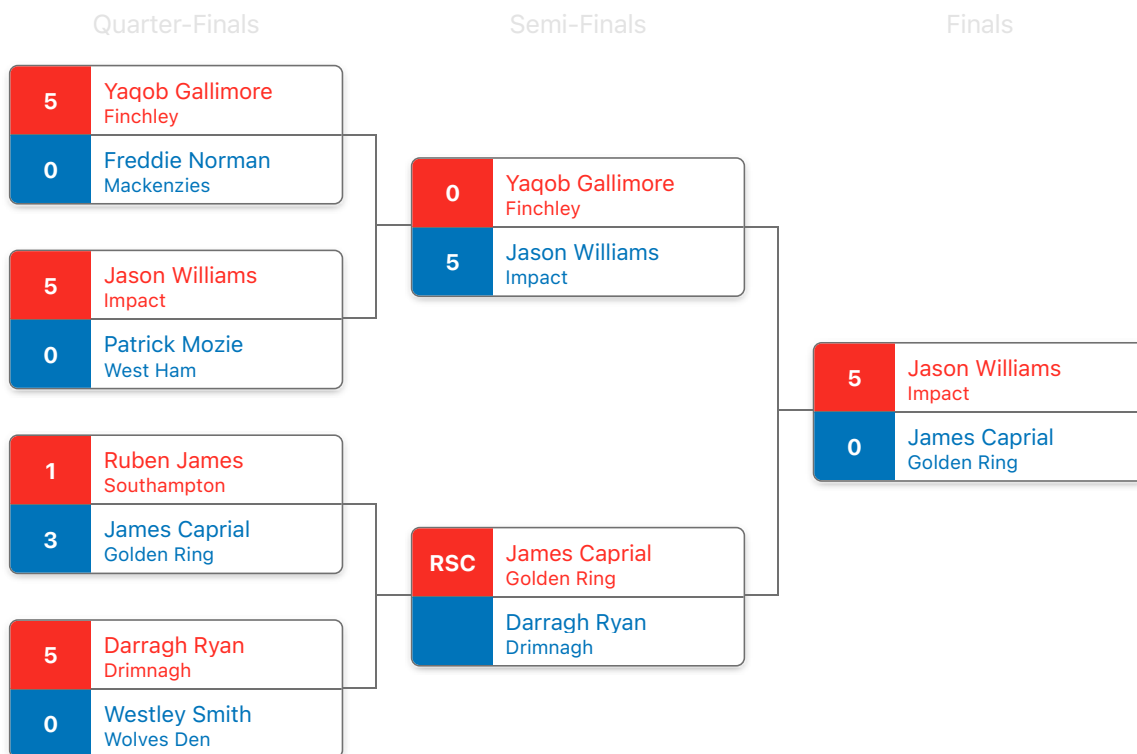 Quarter-Finals
Semi-Finals
Finals
5
Yaqob Gallimore
Finchley
0
Freddie Norman
Mackenzies
5
Jason Williams
Impact
0
Patrick Mozie
West Ham
1
Ruben James
Southampton
3
James Caprial
Golden Ring
5
Darragh Ryan
Drimnagh
0
Westley Smith
Wolves Den
0
Yaqob Gallimore
Finchley
5
Jason Williams
Impact
RSC
James Caprial
Golden Ring
Darragh Ryan
Drimnagh
5
Jason Williams
Impact
0
James Caprial
Golden Ring